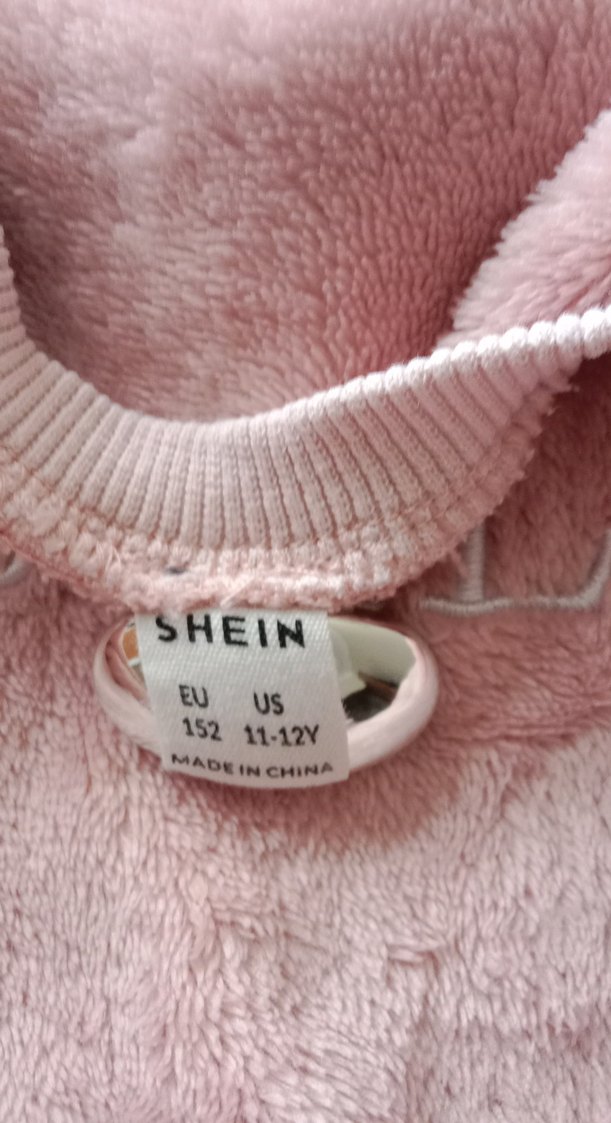 SHEIN
EU US
152 11-12Y
MADE IN CHINA